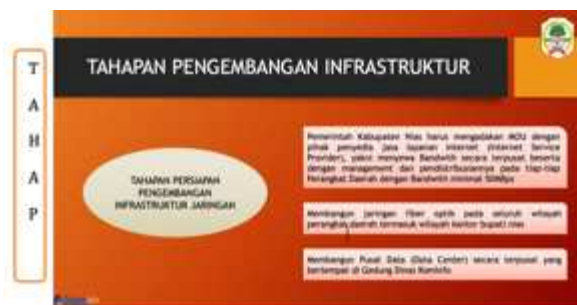 T
A
H
A
P
TAHAPAN PENGEMBANGAN INFRASTRUKTUR
TAHAPAN PERSIAPAN
PENGEMBANGAN
INFRASTRUKTUR JARINGAN
Pemerintah Kabupaten Nias harus mengadakan MOU dengan
pihak penyedia jasa layanan internet (Internet Service
Provider), yakni menyewa Bandwith secara terpusat beserta
dengan management dan pendistribusiannya pada tiap-tiap
Perangkat Daerah dengan Bandwith minimal
Membangun jaringan fiber optik pada seluruh wilayah
perangkat daerah termasuk wilayah kantor bupati nias
Membangun Pusat Data (Data Center) secara terpusat yang
bertempat di Gedung Dinas Kominfo